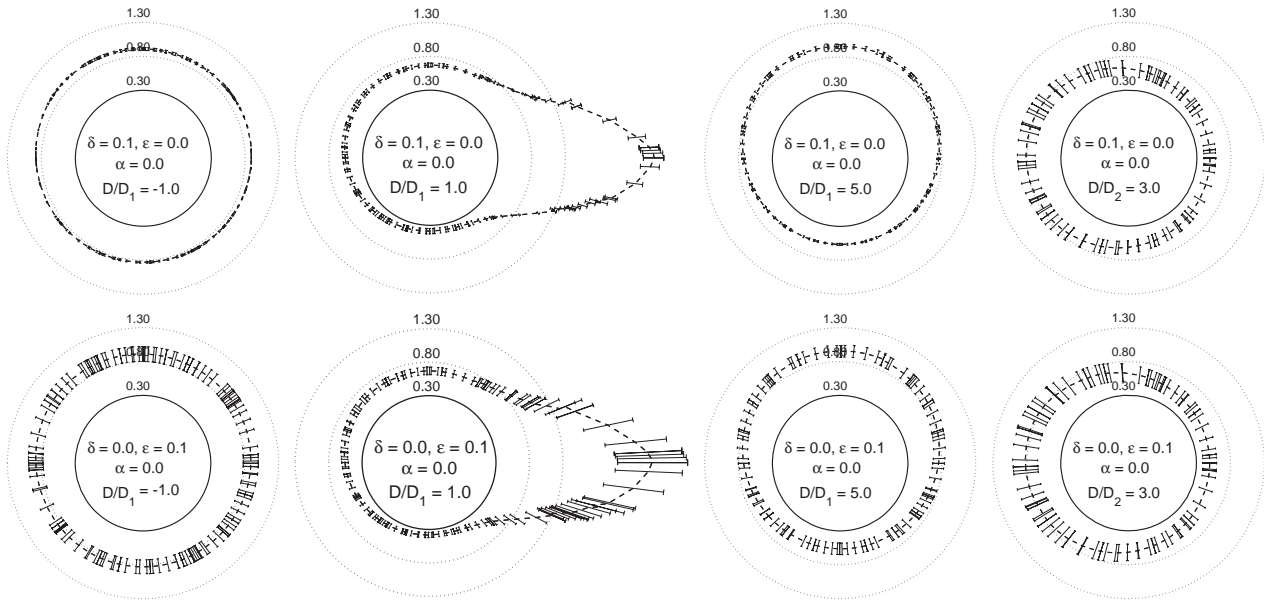 1.30
0.80
0.30
δ = 0.1, ε = 0.0
α = 0.0
D/D1 = -1.0
1.30
0.80
0.30
δ = 0.1, ε = 0.0
α = 0.0
D/D1 = 1.0
1.30
0.80
0.30
δ = 0.1, ε = 0.0
α = 0.0
D/D1 = 5.0
1.30
0.80
0.30
δ = 0.1, ε = 0.0
α = 0.0
D/D2 = 3.0
1.30
0.80
0.30
δ = 0.0, ε = 0.1
α = 0.0
D/D1 = -1.0
1.30
0.80
0.30
δ = 0.0, ε = 0.1
α = 0.0
D/D1 = 1.0
1.30
0.80
0.30
δ = 0.0, ε = 0.1
α = 0.0
D/D1 = 5.0
1.30
0.80
0.30
δ = 0.0, ε = 0.1
α = 0.0
D/D2 = 3.0